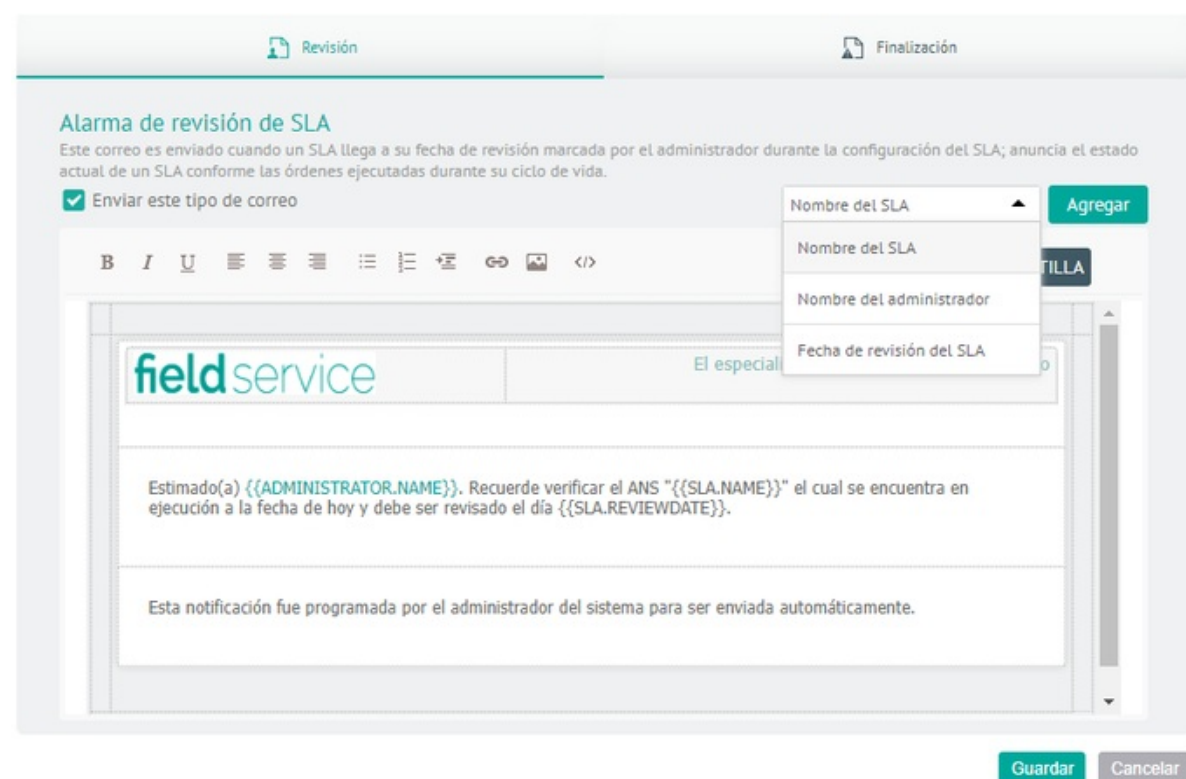 Revisión
Finalización
Alarma de revisión de SLA
Este correo es enviado cuando un SLA llega a su fecha de revisión marcada por el administrador durante la configuración del SLA; anuncia el estado
actual de un SLA conforme las órdenes ejecutadas durante su ciclo de vida.
Enviar este tipo de correo
Nombre del SLA
Agregar
B I U
Nombre del SLA
TILLA
Nombre del administrador
Fecha de revisión del SLA
fieldservice
El especiali
o
Estimado(a) {{ADMINISTRATOR.NAME}}. Recuerde verificar el ANS "{{SLA.NAME}}" el cual se encuentra en
ejecución a la fecha de hoy y debe ser revisado el día {{SLA.REVIEWDATE}}.
Esta notificación fue programada por el administrador del sistema para ser enviada automáticamente.
Guardar
Cancelar